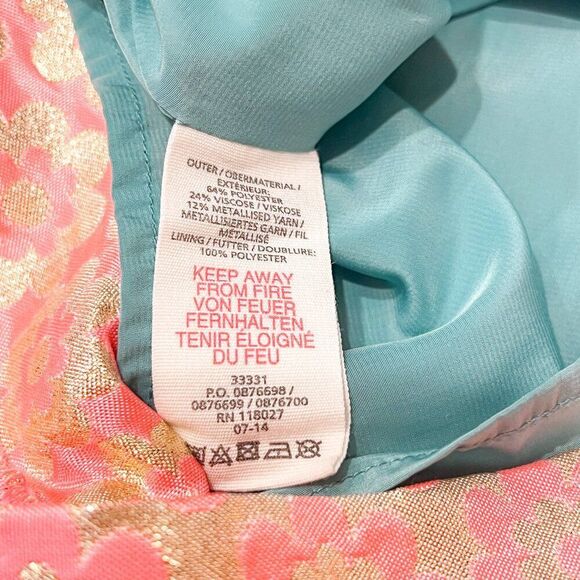 OUTER / OBERMATERIAL /
EXTÉRIEUR:
64% POLYESTER
24% VISCOSE / VISKOSE
12% METALLISED YARN /
METALLISIERTES GARN / FIL
MÉTALLISÉ
LINING / FUTTER / DOUBLURE:
100% POLYESTER
KEEP AWAY
FROM FIRE
VON FEUER
FERNHALTEN
TENIR ÉLOIGNÉ
DU FEU
33331
P.O. 0876698 /
0876699 / 0876700
RN 118027
07-14